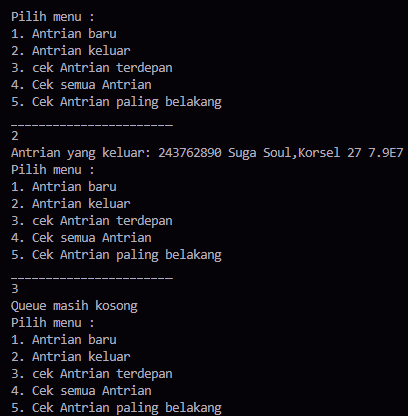 Pilih menu :
1. Antrian baru
2. Antrian keluar
3. cek Antrian terdepan
4. Cek semua Antrian
5. Cek Antrian paling belakang
_______________________
2
Antrian yang keluar: 243762890 Suga Soul,Korsel 27 7.9E7
Pilih menu :
1. Antrian baru
2. Antrian keluar
3. cek Antrian terdepan
4. Cek semua Antrian
5. Cek Antrian paling belakang
_______________________
3
Queue masih kosong
Pilih menu :
1. Antrian baru
2. Antrian keluar
3. cek Antrian terdepan
4. Cek semua Antrian
5. Cek Antrian paling belakang